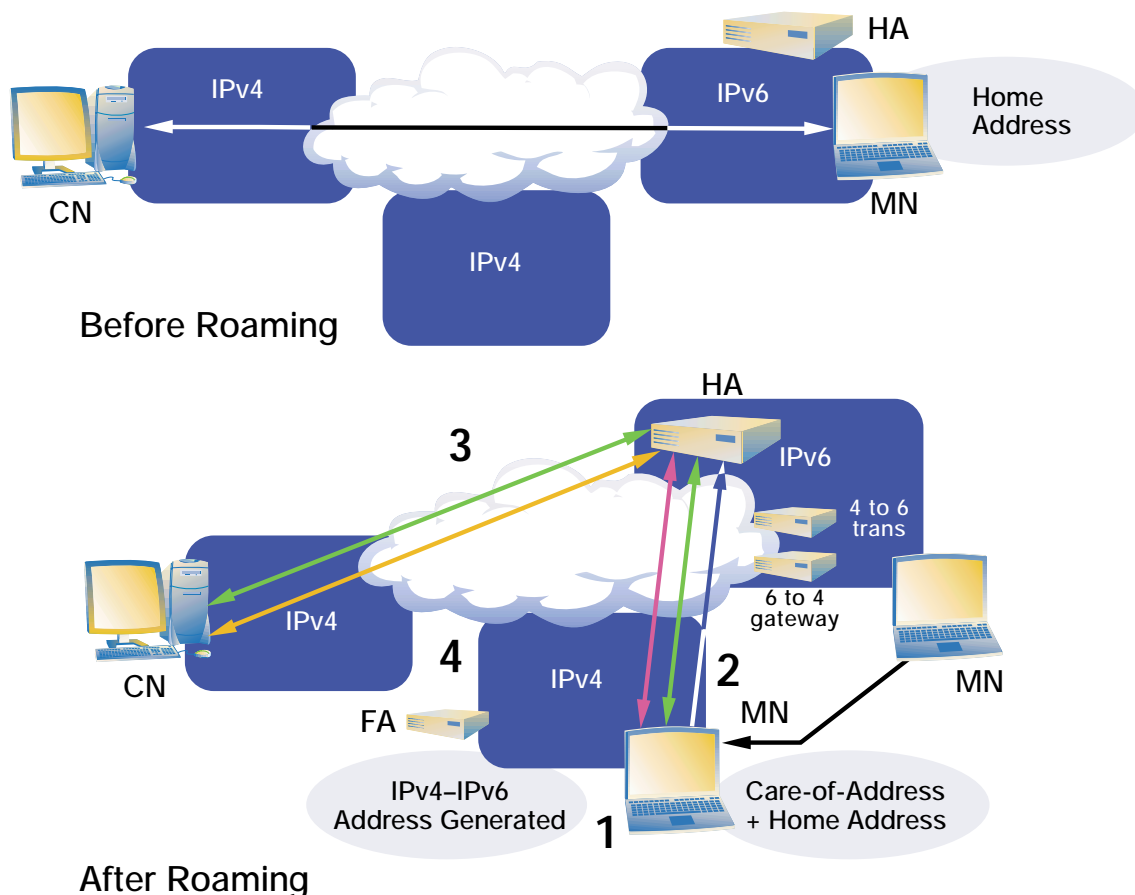 HA
IPv4
IPv6
Home
Address
CN
MN
IPv4
Before Roaming
HA
3
IPv6
4 to 6
trans
6 to 4
gateway
IPv4
4
IPv4
2
CN
MN
FA
MN
IPv4–IPv6
Address Generated
1
Care-of-Address
+ Home Address
After Roaming